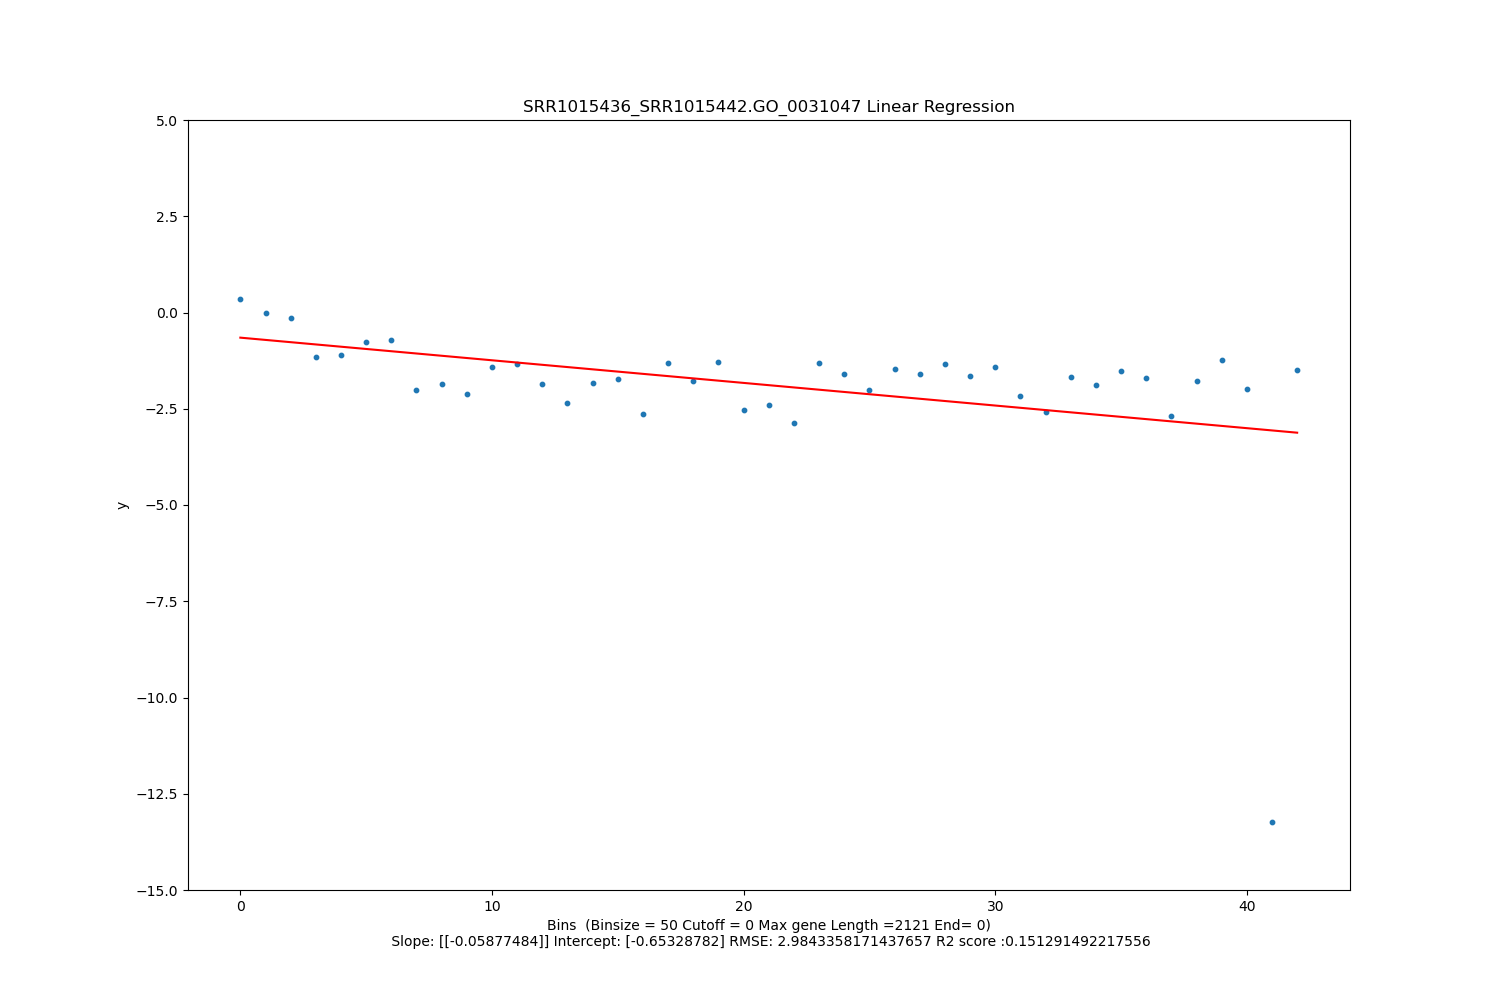 SRR1015436_SRR1015442.GO_0031047 Linear Regression
5.0
2.5
0.0
−2.5
−5.0
−7.5
−10.0
−12.5
−15.0
y
0 10 20 30 40
Bins  (Binsize = 50 Cutoff = 0 Max gene Length =2121 End= 0)
Slope: [[-0.05877484]] Intercept: [-0.65328782] RMSE: 2.9843358171437657 R2 score :0.151291492217556